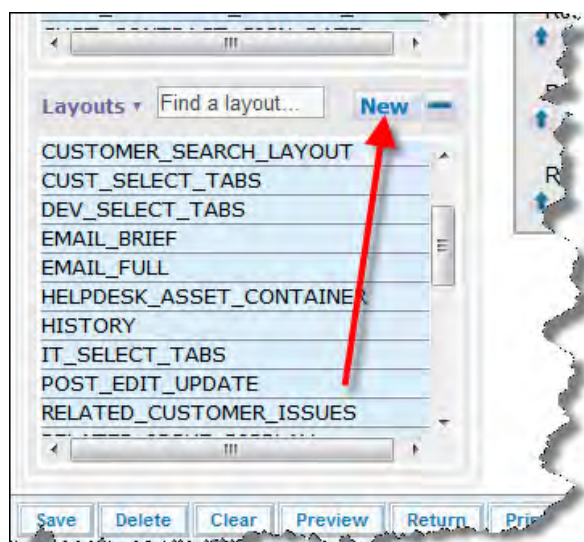 Layouts ▾ Find a layout... New
CUSTOMER_SEARCH_LAYOUT
CUST_SELECT_TABS
DEV_SELECT_TABS
EMAIL_BRIEF
EMAIL_FULL
HELPDESK_ASSET_CONTAINER
HISTORY
IT_SELECT_TABS
POST_EDIT_UPDATE
RELATED_CUSTOMER_ISSUES
Save Delete Clear Preview Return